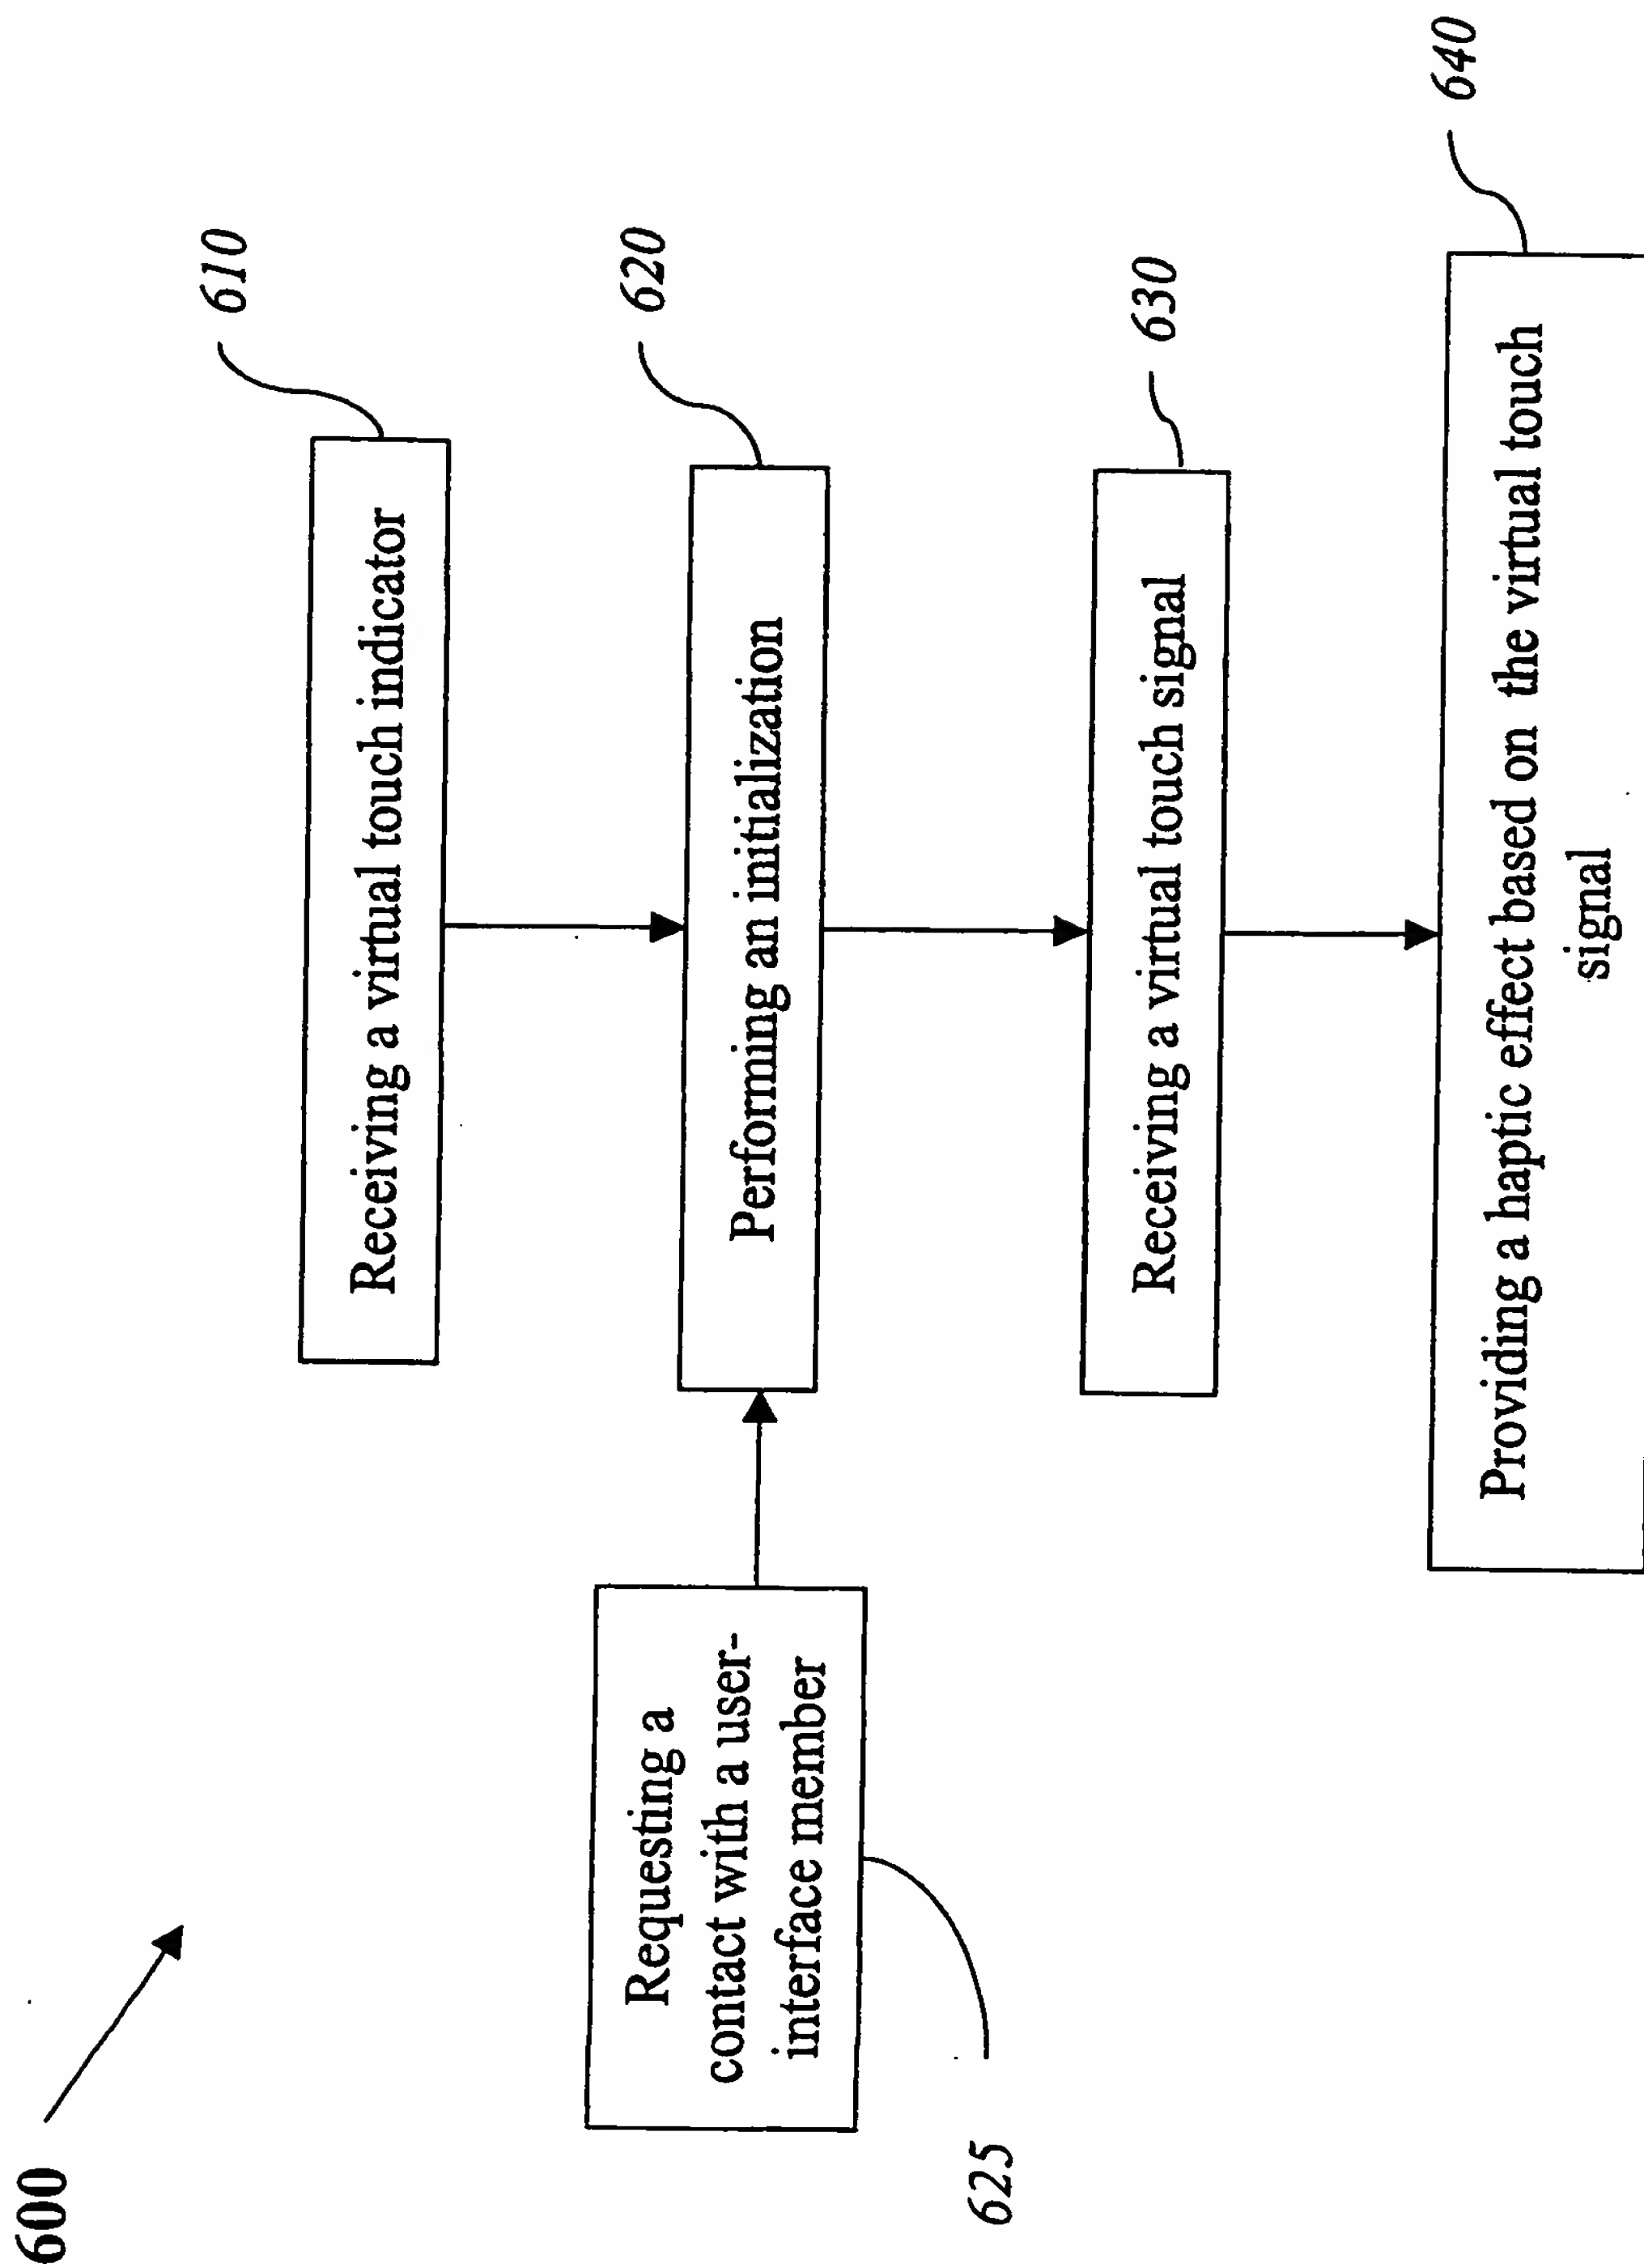 600
610
Receiving a virtual touch indicator
620
Performing an initialization
Requesting a
contact with a user-
interface member
625
630
Receiving a virtual touch signal
640
Providing a haptic effect based on the virtual touch
signal